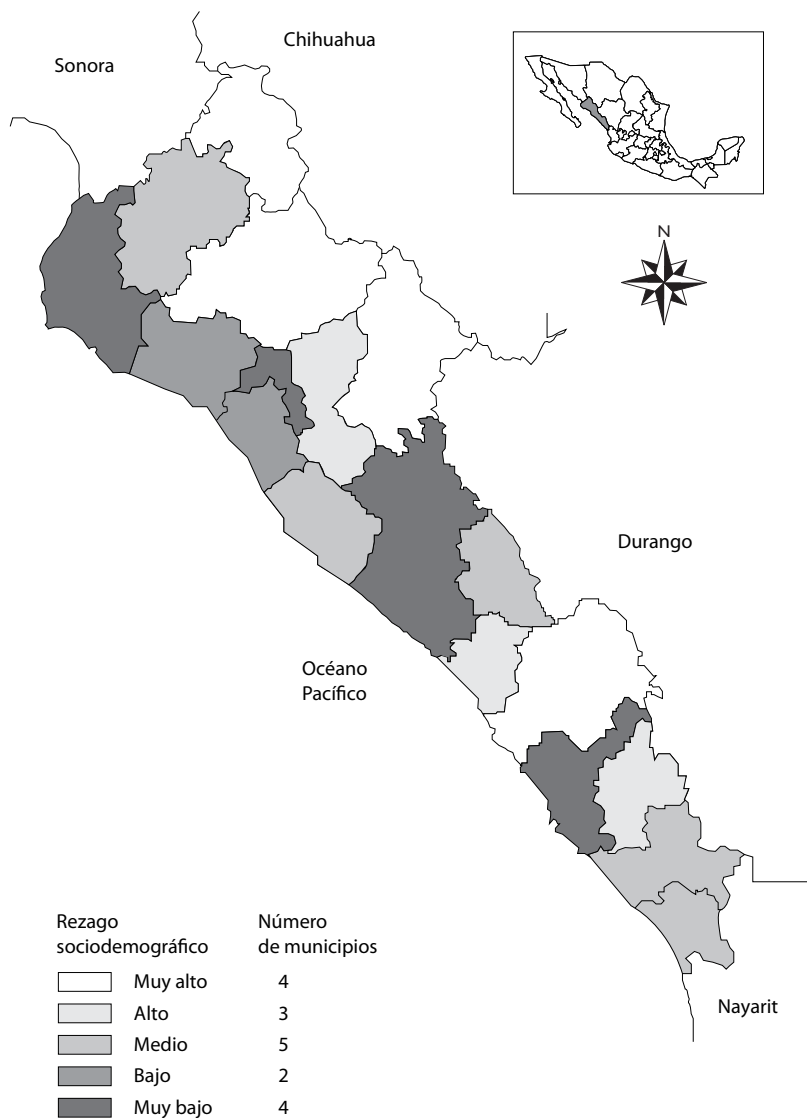 Chihuahua
Sonora
N
Durango
Océano
Pacífico
Rezago
sociodemográfico
Número
de municipios
Muy alto 4
Alto 3
Medio 5
Bajo 2
Muy bajo 4
Nayarit